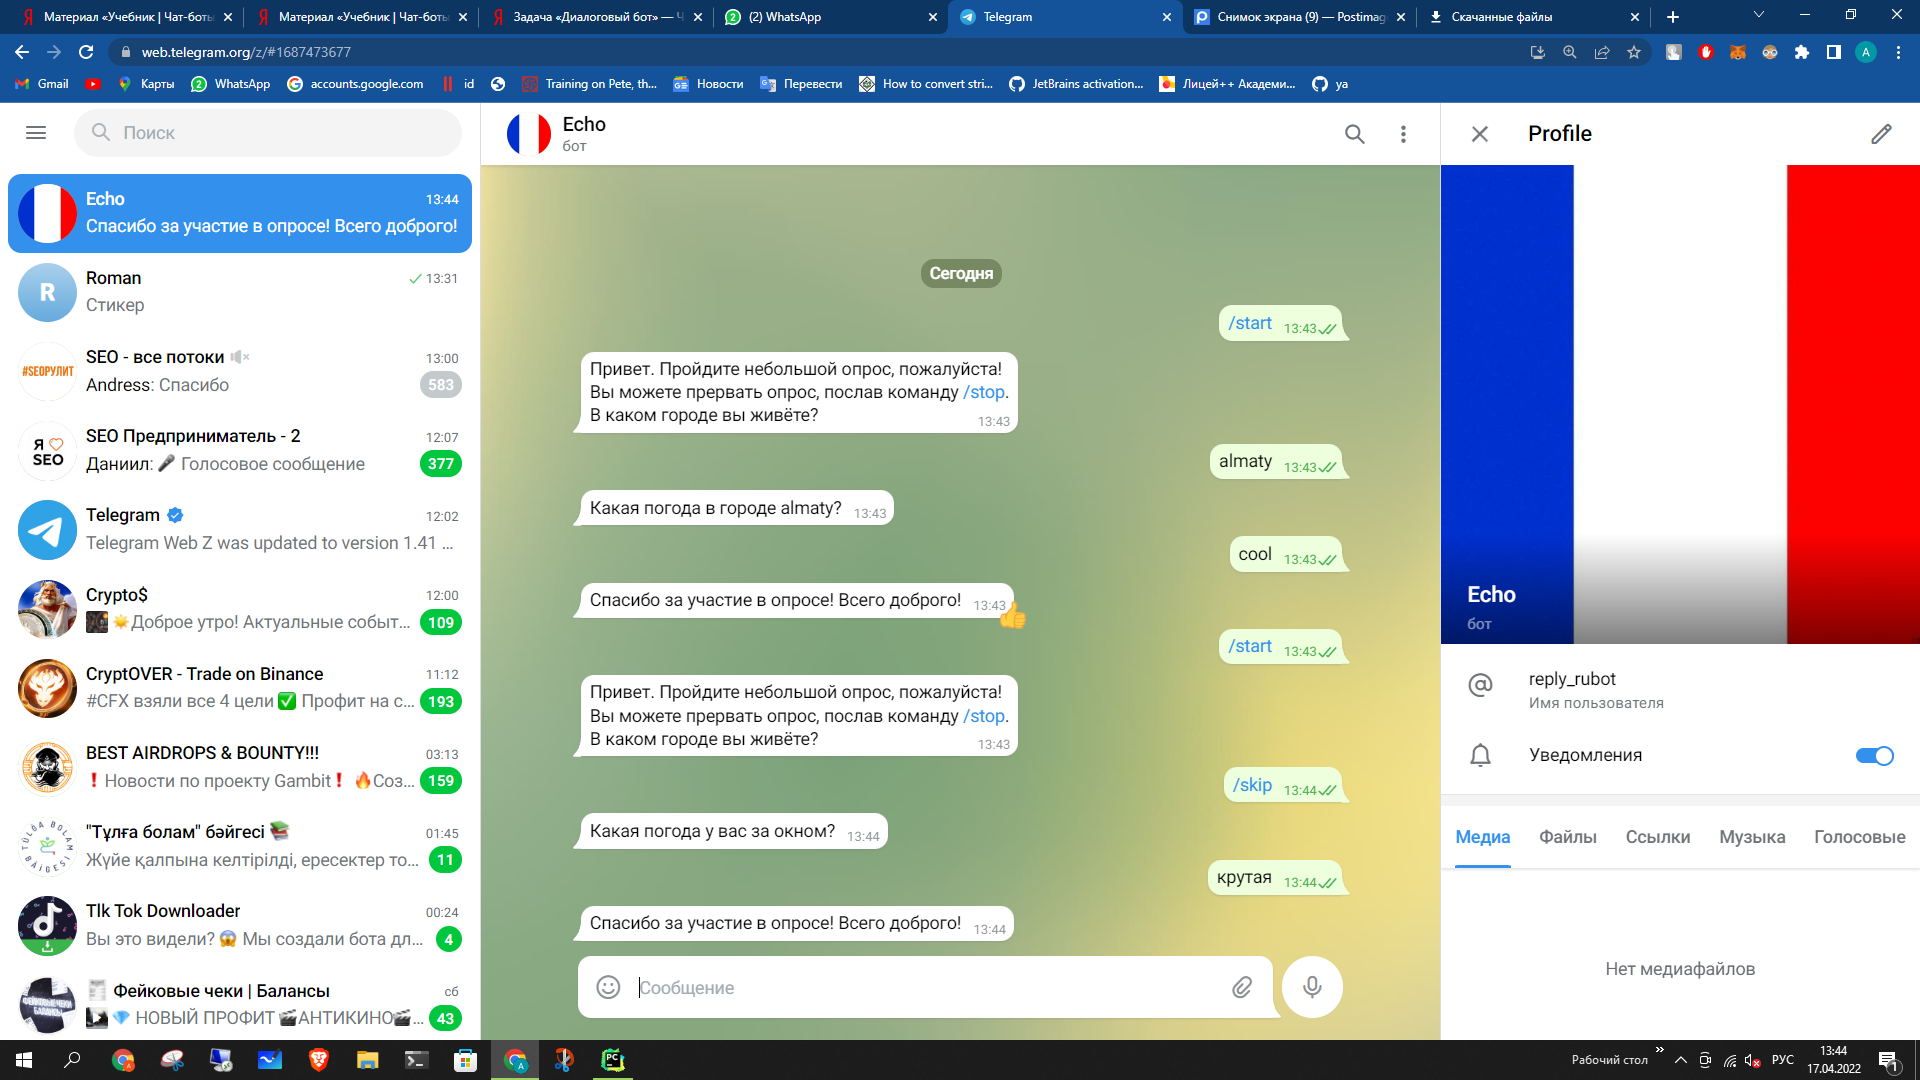 Материал «Учебник | Чат-боты
Материал «Учебник | Чат-боты
Задача «Диалоговый бот» — Ч
(2) WhatsApp
Telegram
Снимок экрана (9) — Postimag
Скачанные файлы
web.telegram.org/z/#1687473677
Gmail
Карты
WhatsApp
accounts.google.com
id
Training on Pete, th...
Новости
Перевести
How to convert stri...
JetBrains activation...
Лицей++ Академи...
ya
Поиск
Echo
13:44
Спасибо за участие в опросе! Всего доброго!
R
Roman
13:31
Стикер
#SEOРУЛИТ
SEO - все потоки
13:00
Andress: Спасибо
583
Я
SEO
SEO Предприниматель - 2
12:07
Даниил: 🎤 Голосовое сообщение
377
Telegram
12:02
Telegram Web Z was updated to version 1.41 ...
Crypto$
12:00
☀️Доброе утро! Актуальные событ...
109
CryptOVER - Trade on Binance
11:12
#CFX взяли все 4 цели ✅ Профит на с...
193
BEST AIRDROPS & BOUNTY!!!
03:13
❗Новости по проекту Gambit❗ 🔥Соз...
159
TŪLĞA BOLAM
BÄIGESI
"Тұлға болам" бәйгесі 📚
01:45
Жүйе қалпына келтірілді, ересектер то...
11
Tlk Tok Downloader
00:24
Вы это видели? 😱 Мы создали бота дл...
4
ФЕЙКОВЫЕ ЧЕКИ
БАЛАНСЫ
Фейковые чеки | Балансы
сб
💎 НОВЫЙ ПРОФИТ 🎬АНТИКИНО🎬...
43
Echo
бот
Сегодня
/start 13:43
Привет. Пройдите небольшой опрос, пожалуйста!
Вы можете прервать опрос, послав команду /stop.
В каком городе вы живёте?
13:43
almaty 13:43
Какая погода в городе almaty? 13:43
cool 13:43
Спасибо за участие в опросе! Всего доброго! 13:43
/start 13:43
Привет. Пройдите небольшой опрос, пожалуйста!
Вы можете прервать опрос, послав команду /stop.
В каком городе вы живёте?
13:43
/skip 13:44
Какая погода у вас за окном? 13:44
крутая 13:44
Спасибо за участие в опросе! Всего доброго! 13:44
Сообщение
Profile
Echo
бот
reply_rubot
Имя пользователя
Уведомления
Медиа
Файлы
Ссылки
Музыка
Голосовые
Нет медиафайлов
Рабочий стол
РУС
13:44
17.04.2022
1